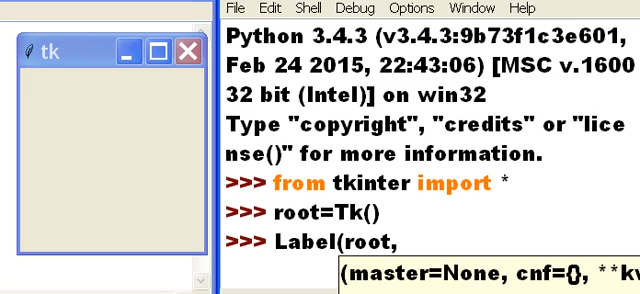 tk
File Edit Shell Debug Options Window Help
Python 3.4.3 (v3.4.3:9b73f1c3e601,
Feb 24 2015, 22:43:06) [MSC v.1600
32 bit (Intel)] on win32
Type "copyright", "credits" or "lice
nse()" for more information.
>>> from tkinter import *
>>> root=Tk()
>>> Label(root,
(master=None, cnf={}, **kw